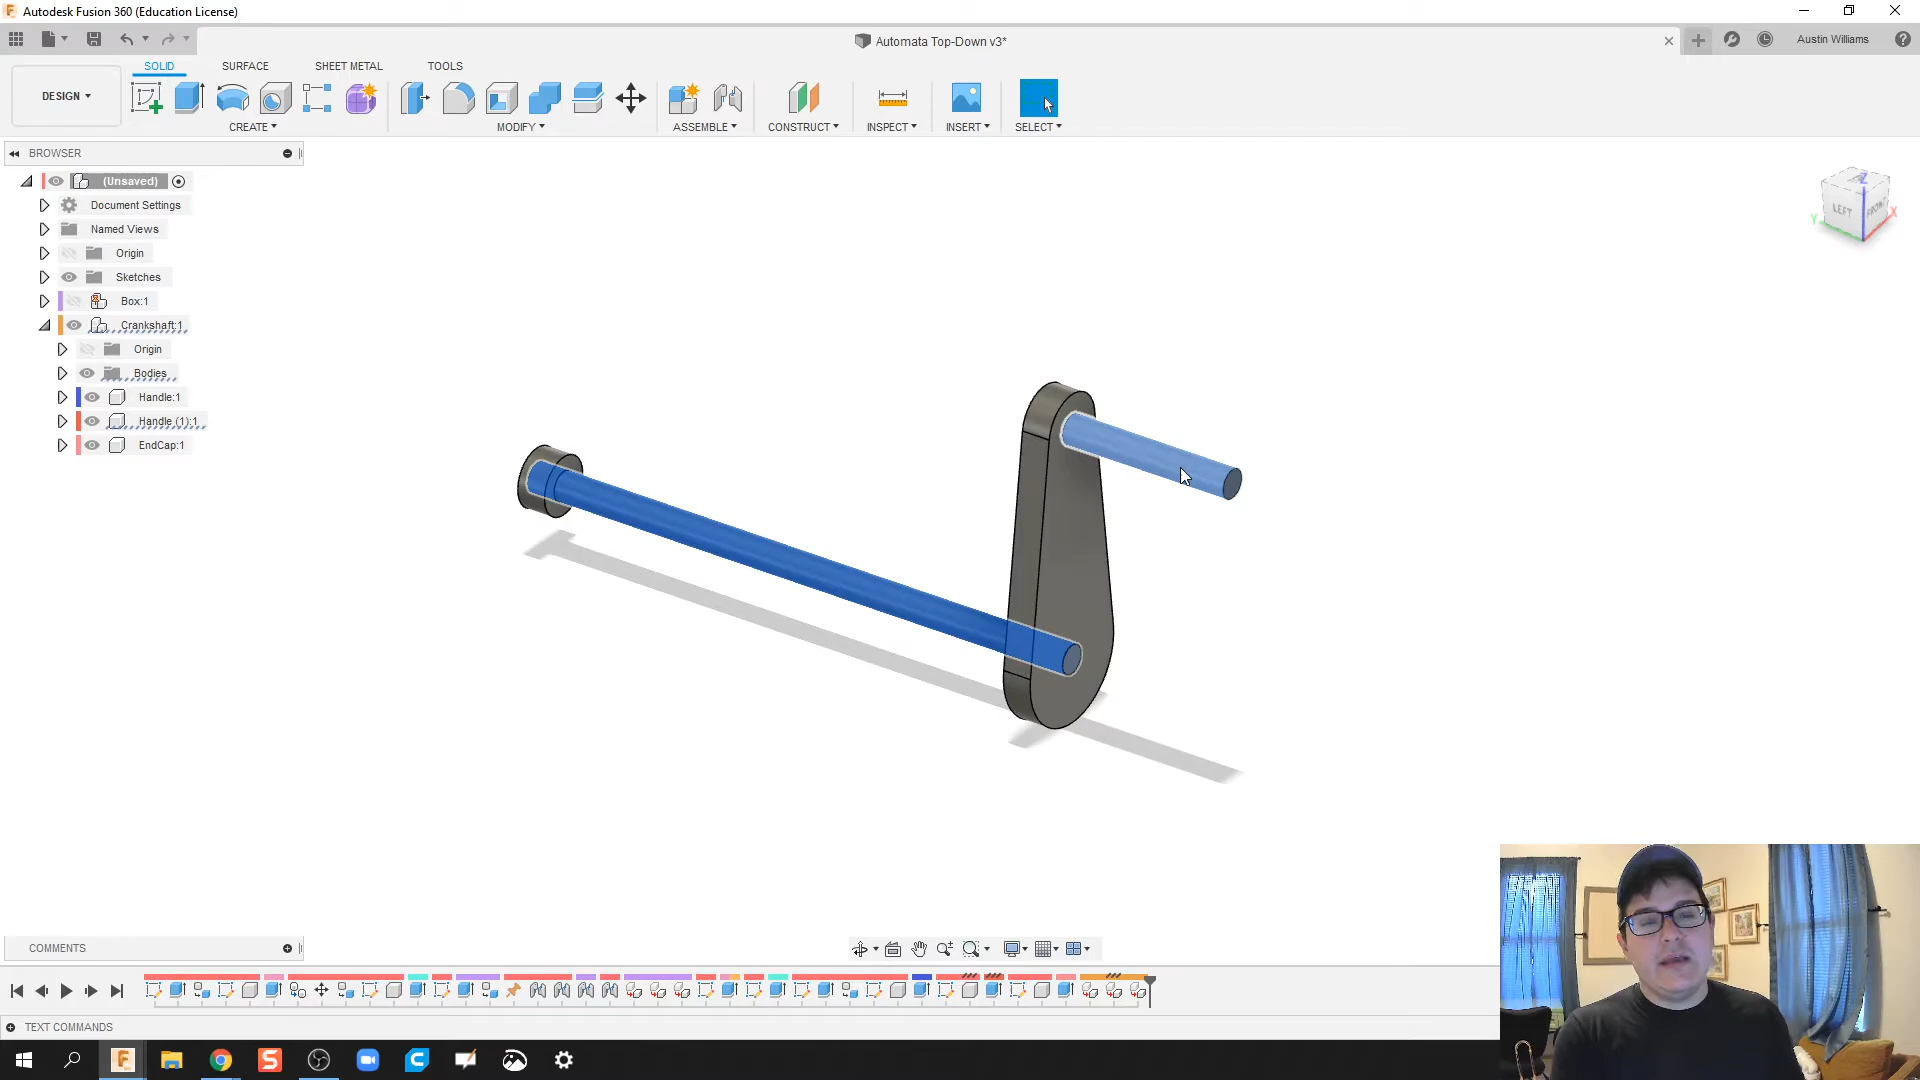 Autodesk Fusion 360 (Education License)
Automata Top-Down v3*
Austin Williams
DESIGN
SOLID
SURFACE
SHEET METAL
TOOLS
CREATE
MODIFY
ASSEMBLE
CONSTRUCT
INSPECT
INSERT
SELECT
BROWSER
(Unsaved)
Document Settings
Named Views
Origin
Sketches
Box:1
Crankshaft:1
Origin
Bodies
Handle:1
Handle (1):1
EndCap:1
Z
LEFT
FRONT
Y
X
COMMENTS
TEXT COMMANDS